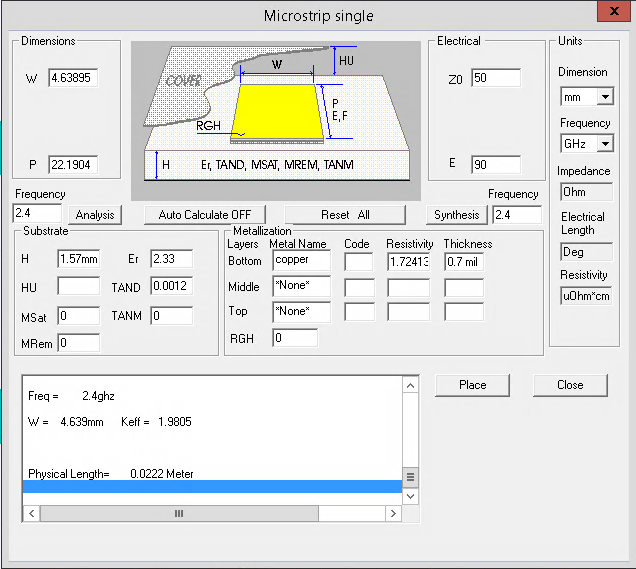 Microstrip single
x
Dimensions
W 4.63895
P 22.1904
COVER
W
HU
P
E, F
RGH
H Er, TAND, MSAT, MREM, TANM
Electrical
Z0 50
E 90
Units
Dimension
mm
Frequency
GHz
Impedance
Ohm
Electrical
Length
Deg
Resistivity
uOhm*cm
Frequency
2.4 Analysis Auto Calculate OFF Reset All Synthesis
Frequency
2.4
Substrate
H 1.57mm Er 2.33
HU TAND 0.0012
MSat 0 TANM 0
MRem 0
Metallization
Layers Metal Name Code Resistivity Thickness
Bottom copper 1.72413 0.7 mil
Middle *None*
Top *None*
RGH 0
Freq = 2.4ghz
W = 4.639mm Keff = 1.9805
Physical Length= 0.0222 Meter
Place Close